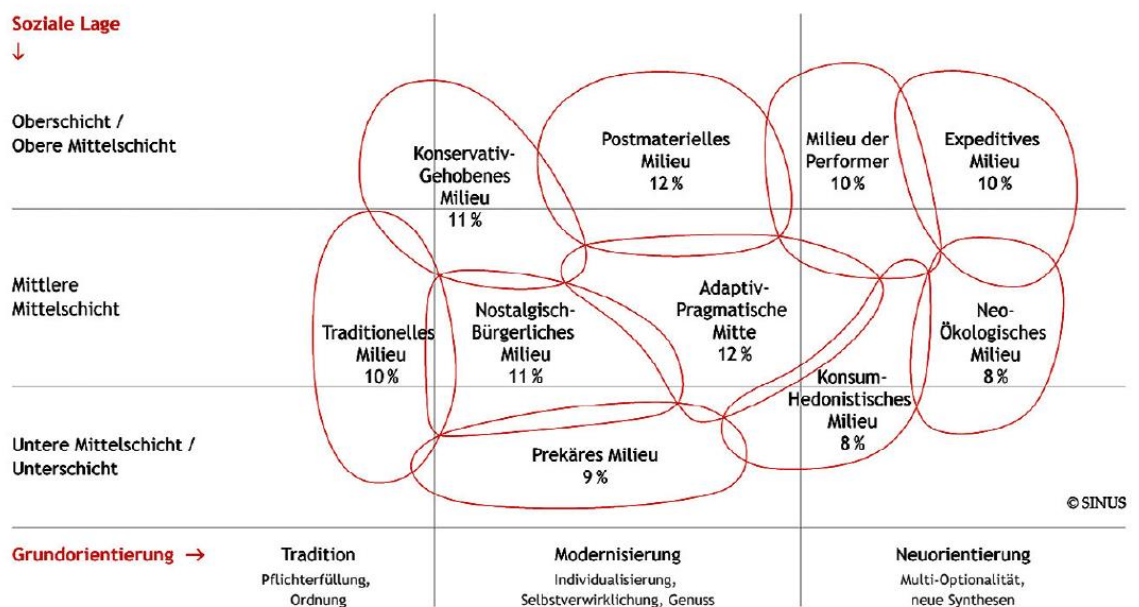 Soziale Lage
↓
Oberschicht /
Obere Mittelschicht
Konservativ-
Gehobenes
Milieu
11 %
Postmaterielles
Milieu
12 %
Milieu der
Performer
10 %
Expeditives
Milieu
10 %
Mittlere
Mittelschicht
Traditionelles
Milieu
10 %
Nostalgisch-
Bürgerliches
Milieu
11 %
Adaptiv-
Pragmatische
Mitte
12 %
Neo-
Ökologisches
Milieu
8 %
Konsum-
Hedonistisches
Milieu
8 %
Untere Mittelschicht /
Unterschicht
Prekäres Milieu
9 %
© SINUS
Grundorientierung →
Tradition
Pflichterfüllung,
Ordnung
Modernisierung
Individualisierung,
Selbstverwirklichung, Genuss
Neuorientierung
Multi-Optionalität,
neue Synthesen